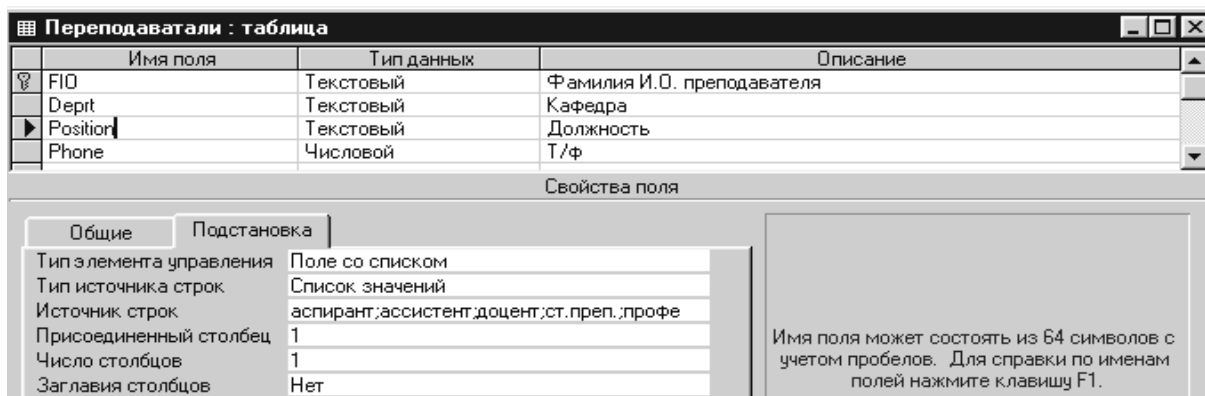 Переподаватали : таблица
Имя поля Тип данных Описание
FIO Текстовый Фамилия И.О. преподавателя
Deprt Текстовый Кафедра
Position Текстовый Должность
Phone Числовой Т/ф
Свойства поля
Общие Подстановка
Тип элемента управления Поле со списком
Тип источника строк Список значений
Источник строк аспирант;ассистент;доцент;ст.преп.;профе
Присоединенный столбец 1
Число столбцов 1
Заглавия столбцов Нет
Имя поля может состоять из 64 символов с
учетом пробелов. Для справки по именам
полей нажмите клавишу F1.